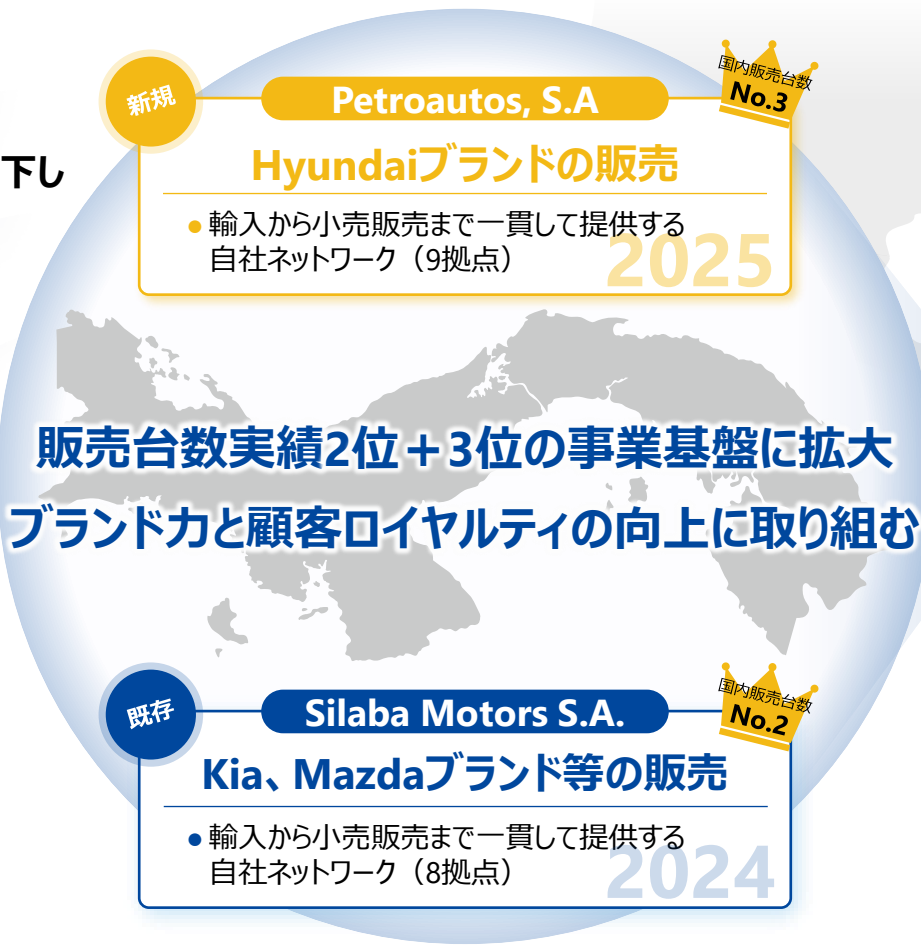 下し
新規
Petroautos, S.A
国内販売台数
No.3
Hyundaiブランドの販売
●輸入から小売販売まで一貫して提供する
自社ネットワーク（9拠点）
2025
販売台数実績2位＋3位の事業基盤に拡大
ブランド力と顧客ロイヤルティの向上に取り組む
既存
Silaba Motors S.A.
国内販売台数
No.2
Kia、Mazdaブランド等の販売
●輸入から小売販売まで一貫して提供する
自社ネットワーク（8拠点）
2024